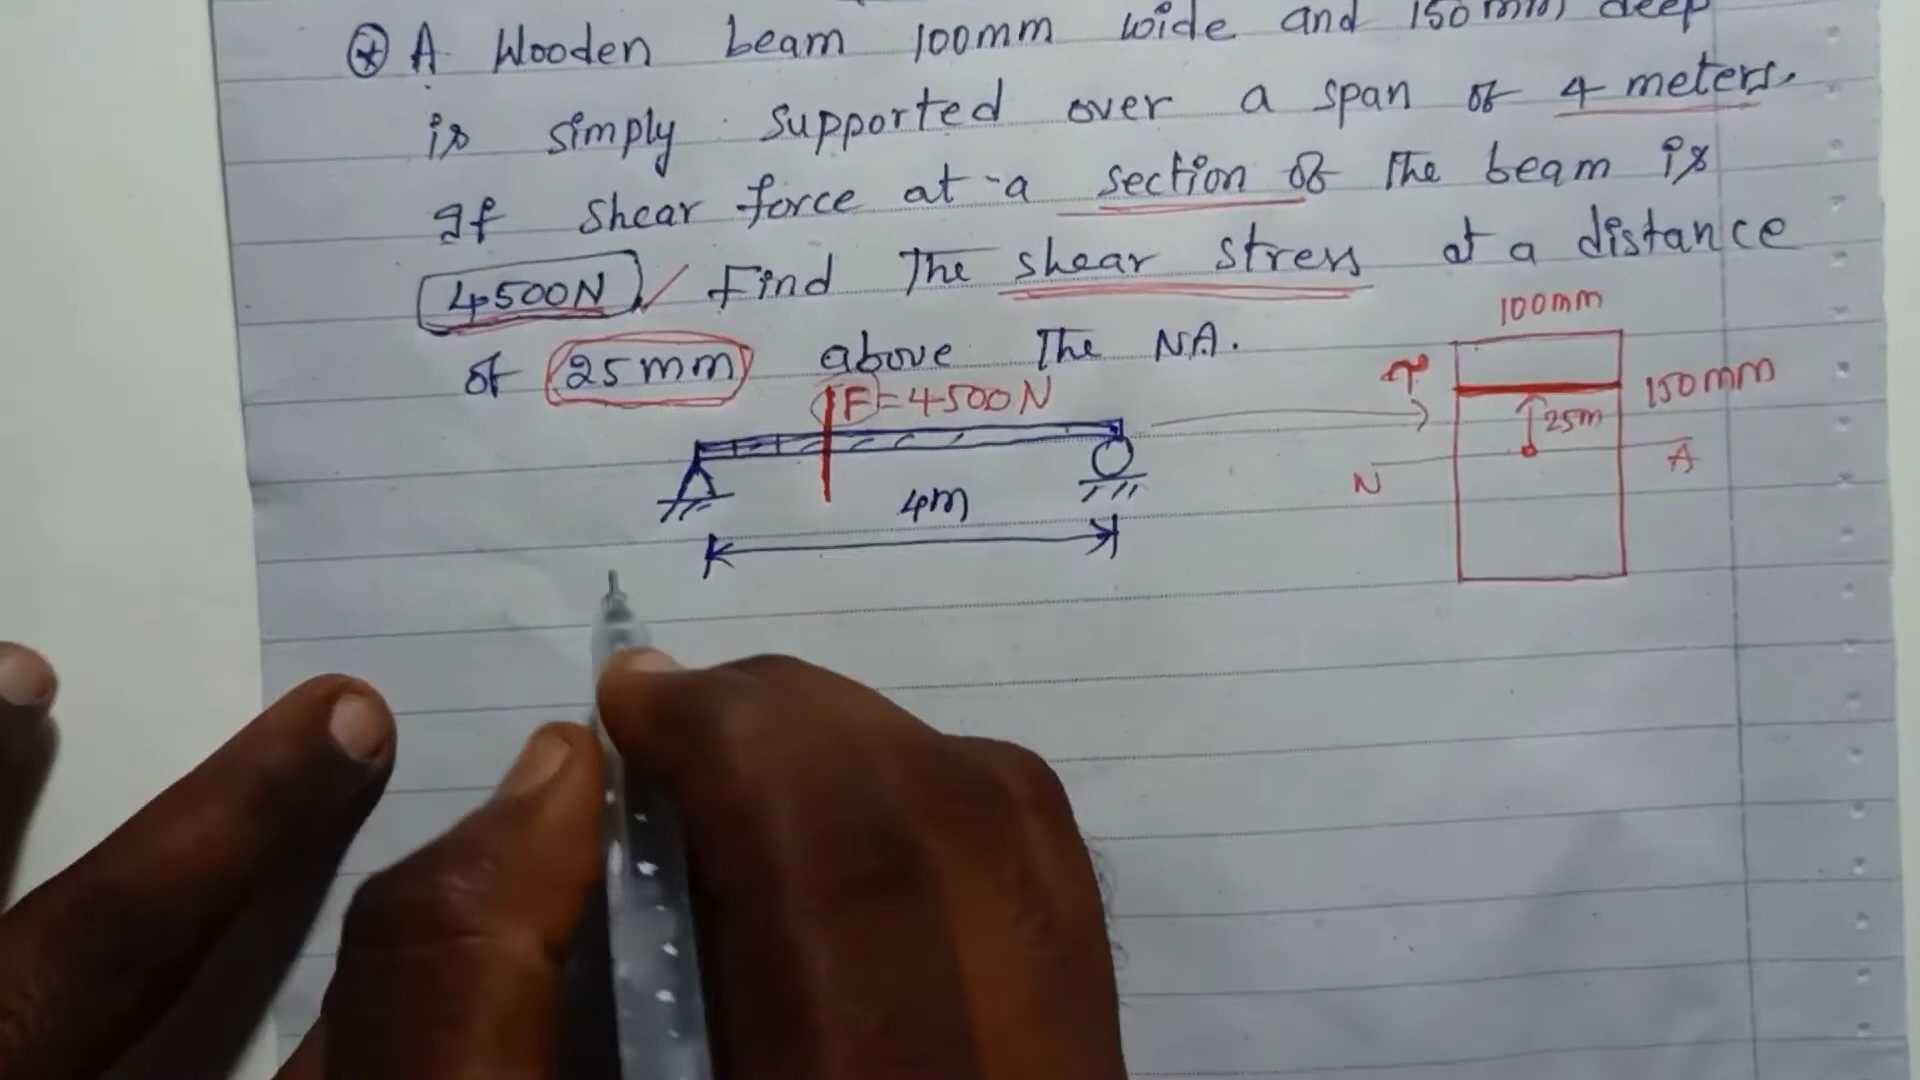 ⊛ A Wooden beam 100mm wide and 150mm deep
is simply supported over a span of 4 meters.
If shear force at a section of the beam is
4500N Find The shear stress at a distance
of 25mm above The NA.
100mm
F=4500N
τ
150mm
25m
N
A
4m